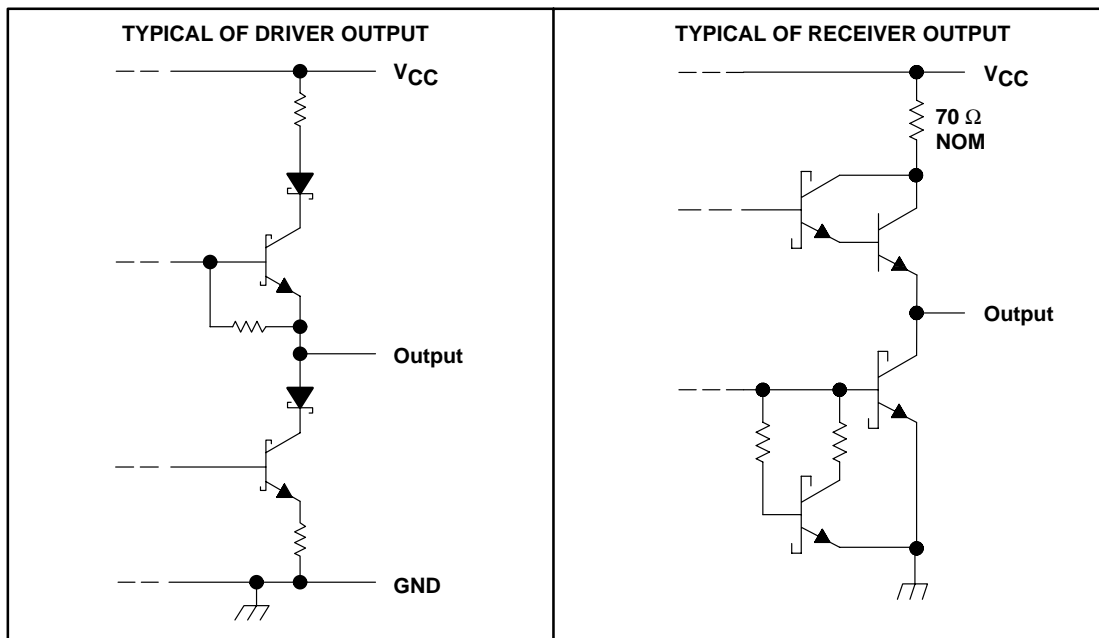 TYPICAL OF DRIVER OUTPUT
VCC
Output
GND
TYPICAL OF RECEIVER OUTPUT
VCC
70 Ω
NOM
Output